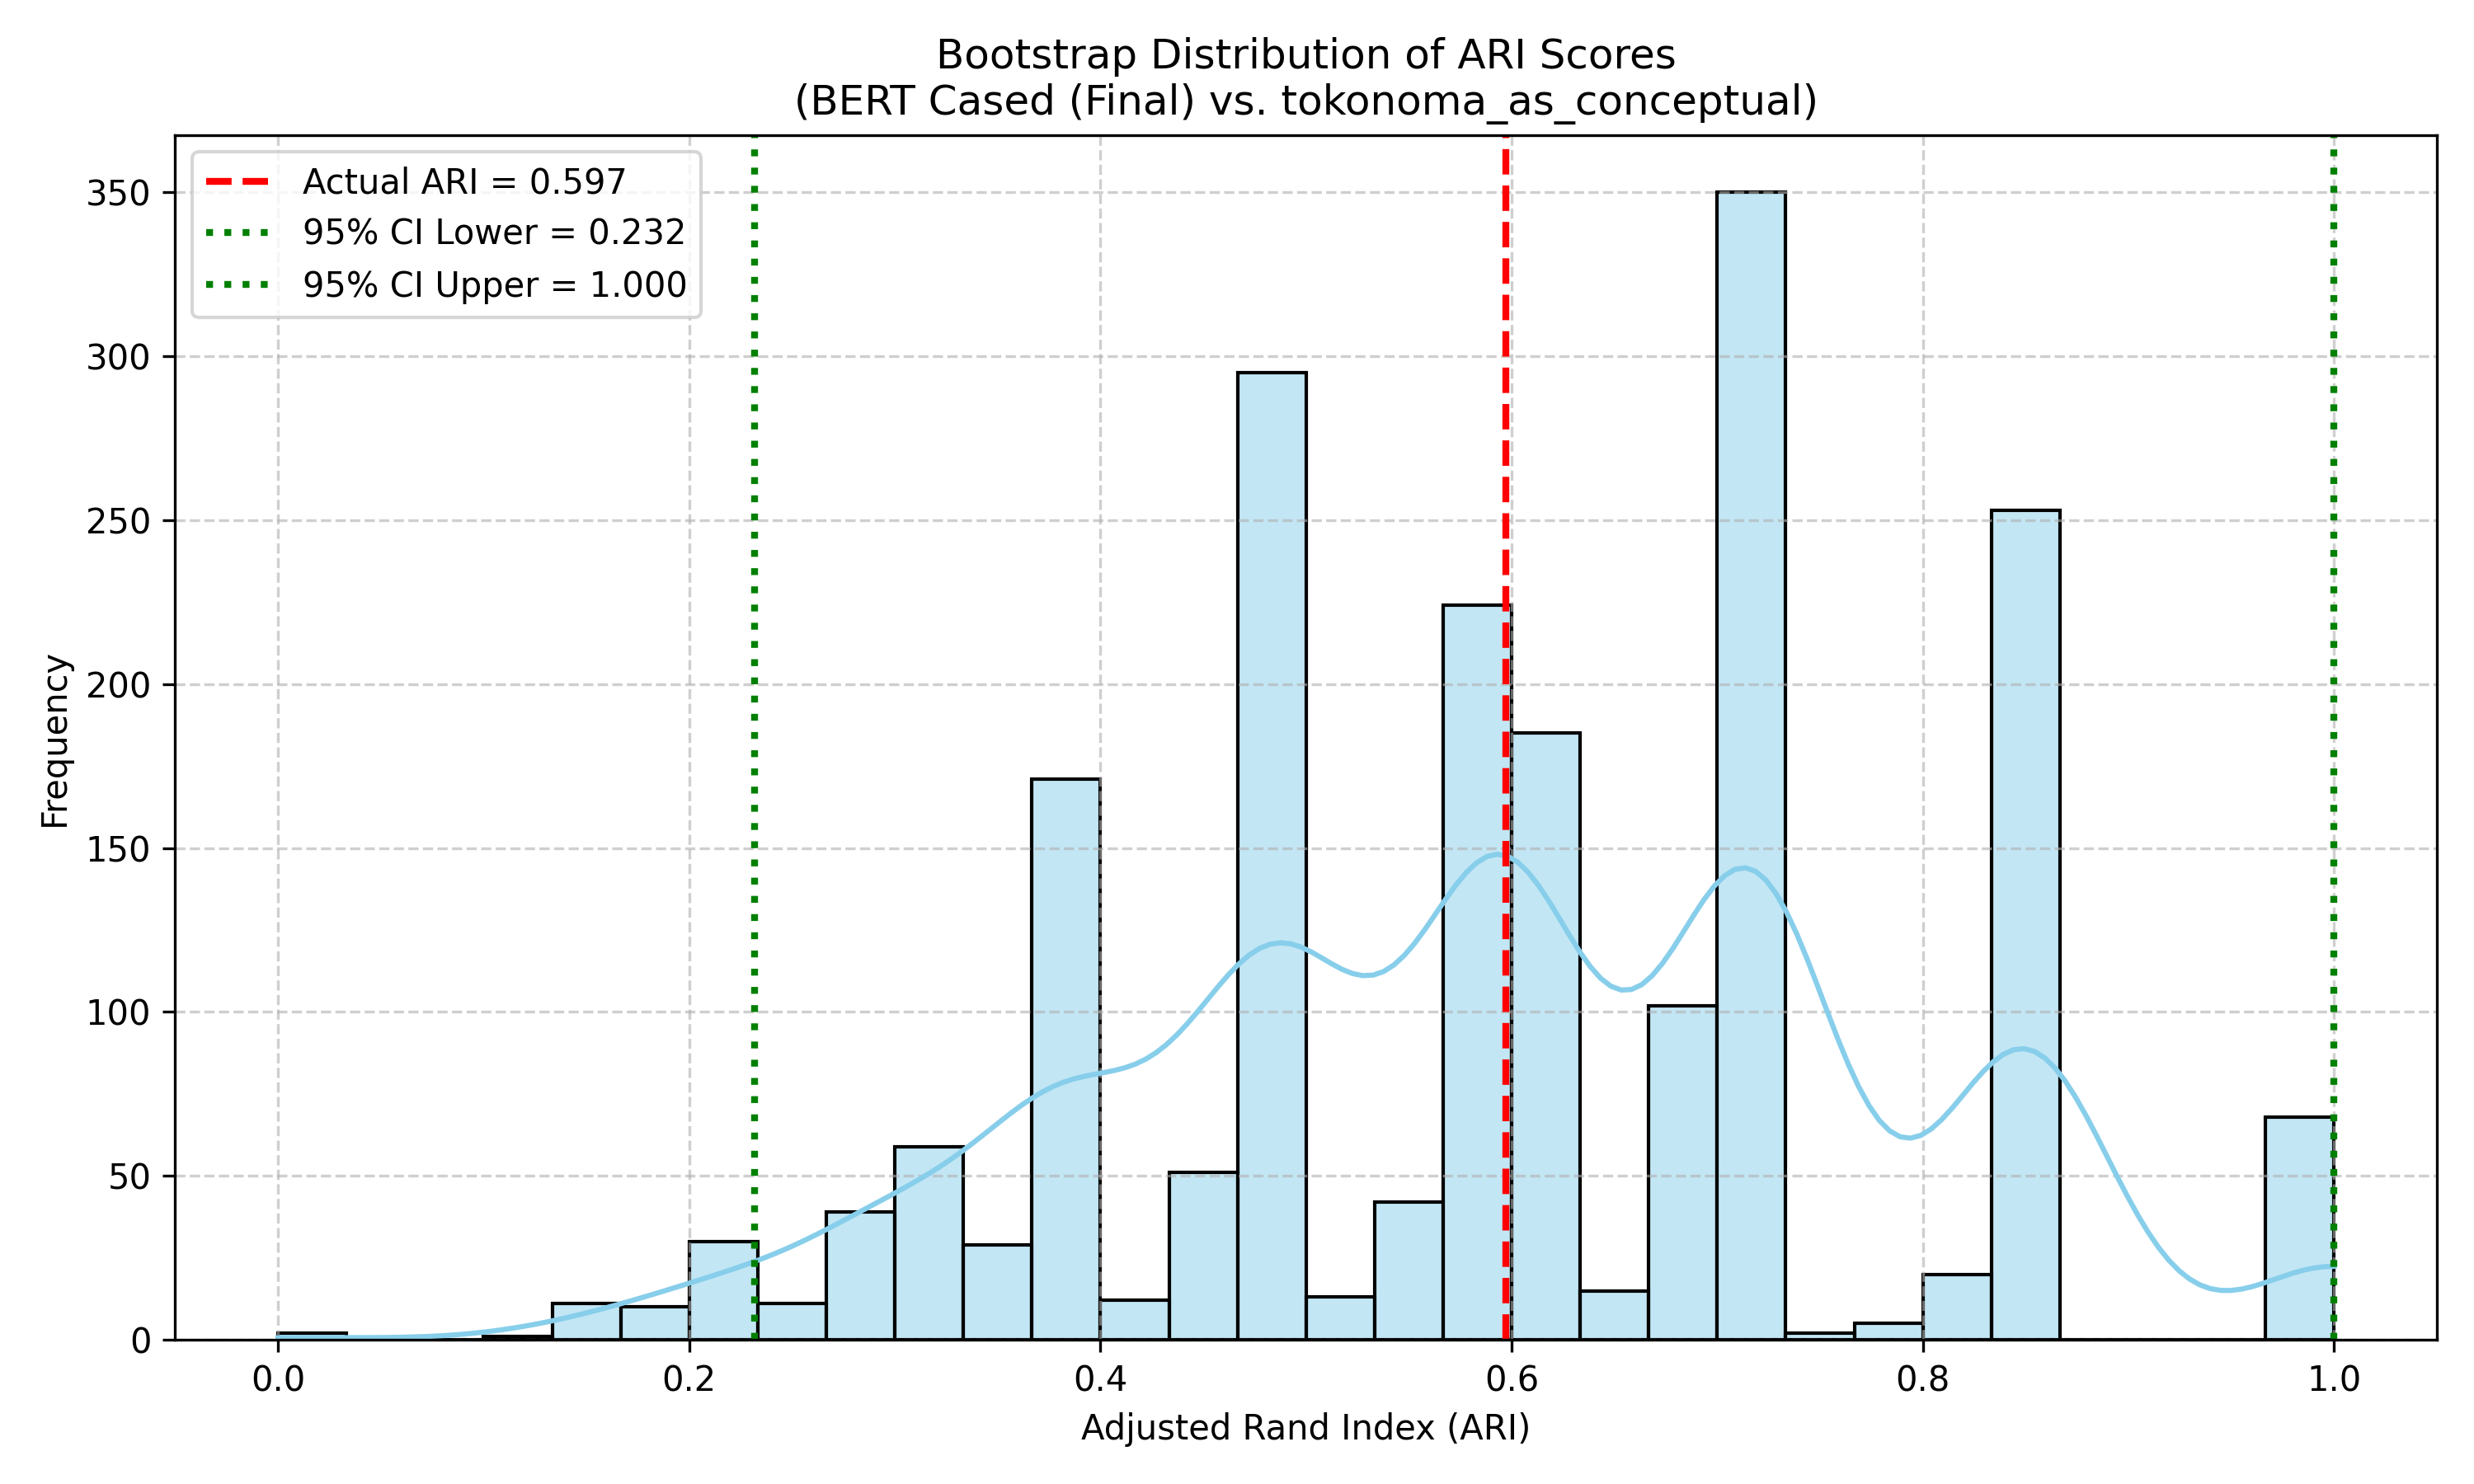 Bootstrap Distribution of ARI Scores
(BERT Cased (Final) vs. tokonoma_as_conceptual)
Actual ARI = 0.597
95% CI Lower = 0.232
95% CI Upper = 1.000
350
300
250
200
150
100
50
0
Frequency
0.0 0.2 0.4 0.6 0.8 1.0
Adjusted Rand Index (ARI)